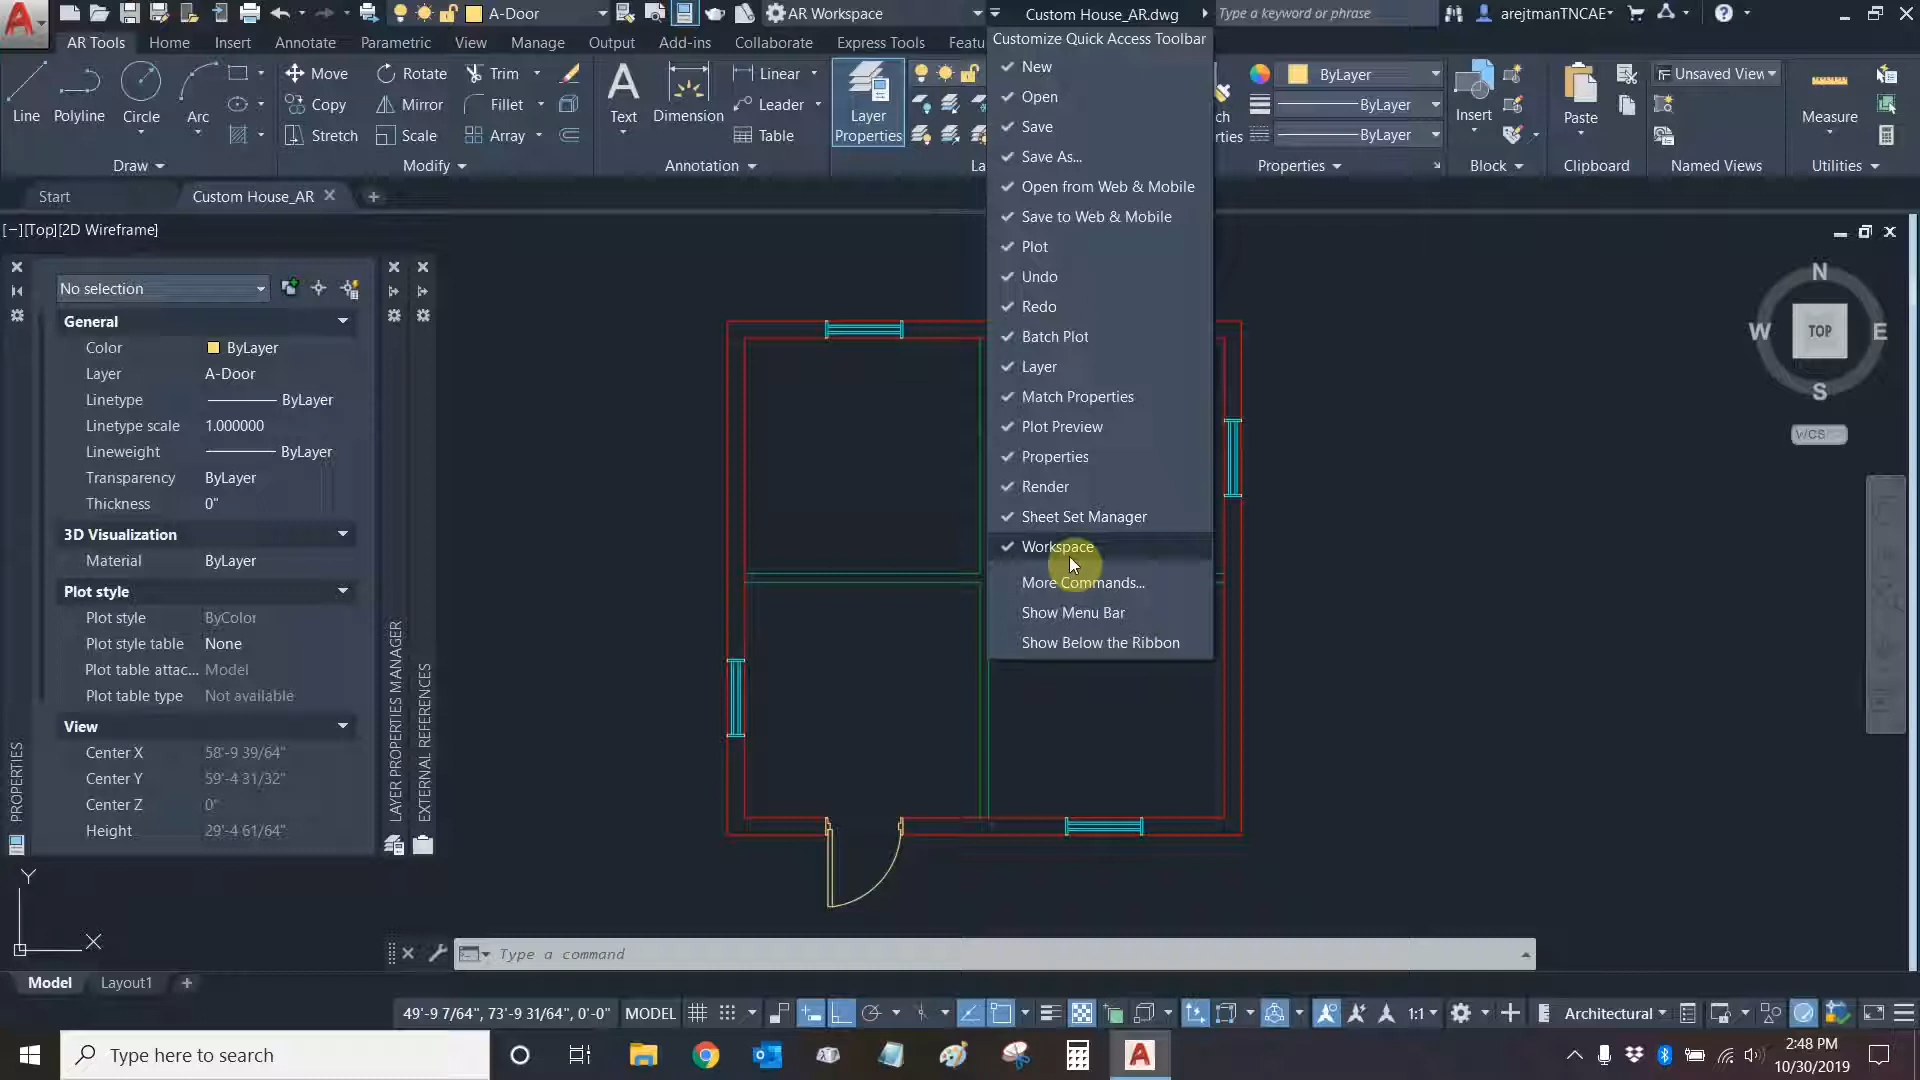 A-Door
AR Workspace
Custom House_AR.dwg
Type a keyword or phrase
arejtmanTNCAE
AR Tools
Home
Insert
Annotate
Parametric
View
Manage
Output
Add-ins
Collaborate
Express Tools
Featu
Customize Quick Access Toolbar
New
Open
Save
Save As...
Open from Web & Mobile
Save to Web & Mobile
Plot
Undo
Redo
Batch Plot
Layer
Match Properties
Plot Preview
Properties
Render
Sheet Set Manager
Workspace
More Commands...
Show Menu Bar
Show Below the Ribbon
Line
Polyline
Circle
Arc
Draw
Move
Rotate
Trim
Copy
Mirror
Fillet
Stretch
Scale
Array
Modify
Text
Dimension
Linear
Leader
Table
Annotation
Layer
Properties
La
ch
rties
ByLayer
ByLayer
ByLayer
Properties
Insert
Block
Paste
Clipboard
Unsaved View
Named Views
Measure
Utilities
Start
Custom House_AR
[−][Top][2D Wireframe]
No selection
General
Color ByLayer
Layer A-Door
Linetype ByLayer
Linetype scale 1.000000
Lineweight ByLayer
Transparency ByLayer
Thickness 0"
3D Visualization
Material ByLayer
Plot style
Plot style ByColor
Plot style table None
Plot table attac... Model
Plot table type Not available
View
Center X 58'-9 39/64"
Center Y 59'-4 31/32"
Center Z 0"
Height 29'-4 61/64"
PROPERTIES
LAYER PROPERTIES MANAGER
EXTERNAL REFERENCES
N
W
TOP
E
S
WCS
Y
X
Type a command
Model
Layout1
49'-9 7/64", 73'-9 31/64", 0'-0"
MODEL
1:1
Architectural
Type here to search
2:48 PM
10/30/2019